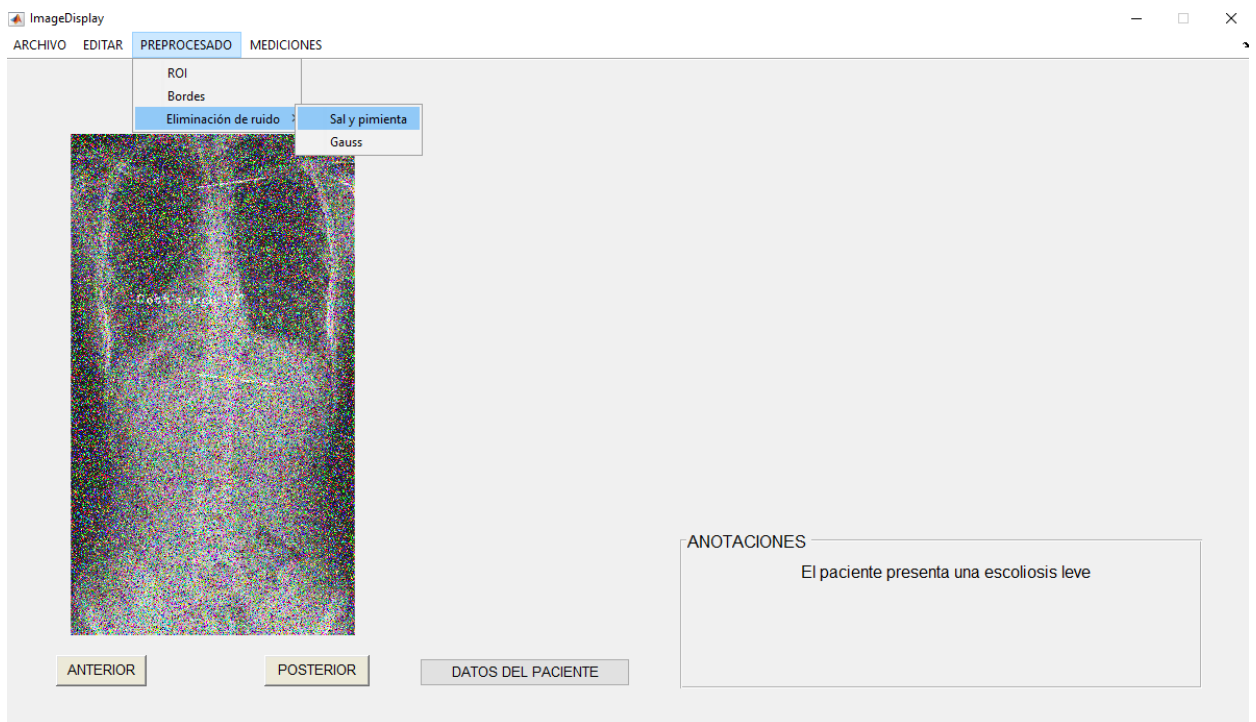 ImageDisplay
ARCHIVO EDITAR PREPROCESADO MEDICIONES
ROI
Bordes
Eliminación de ruido
Sal y pimienta
Gauss
ANOTACIONES
El paciente presenta una escoliosis leve
ANTERIOR
POSTERIOR
DATOS DEL PACIENTE